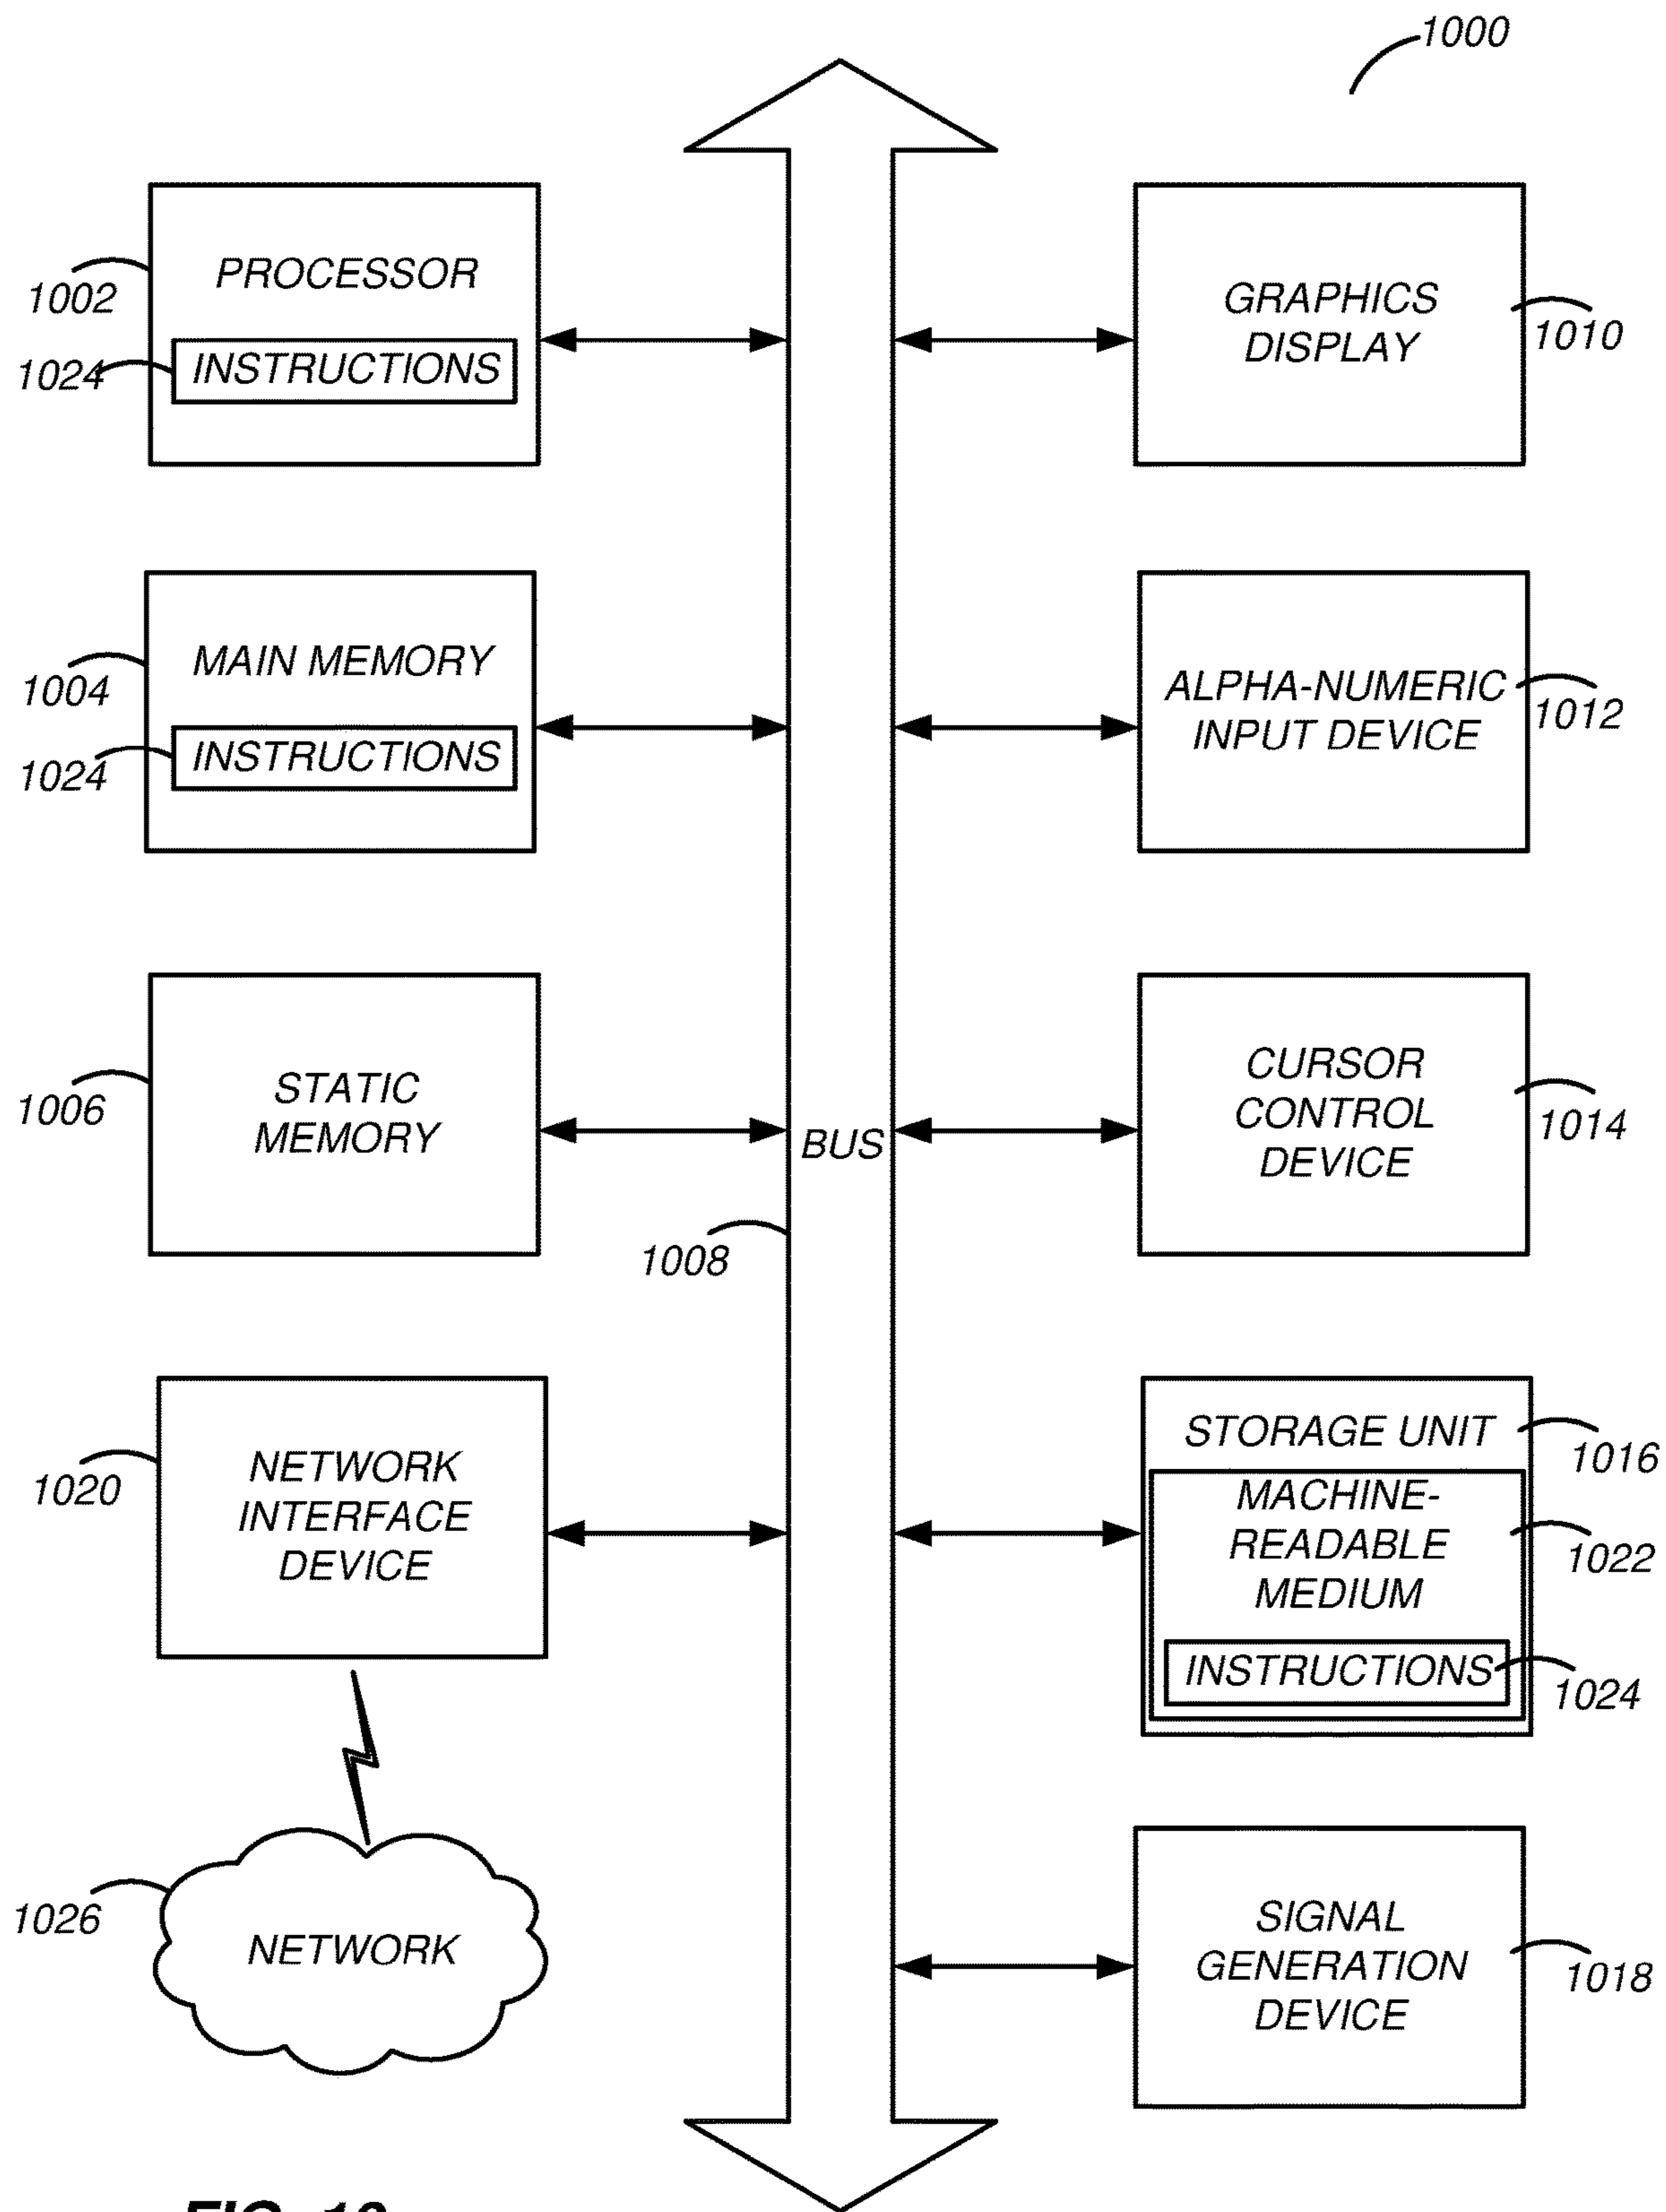 1000
PROCESSOR
1002
1024
INSTRUCTIONS
GRAPHICS
DISPLAY
1010
MAIN MEMORY
1004
1024
INSTRUCTIONS
ALPHA-NUMERIC
INPUT DEVICE
1012
STATIC
MEMORY
1006
BUS
1008
CURSOR
CONTROL
DEVICE
1014
NETWORK
INTERFACE
DEVICE
1020
STORAGE UNIT
1016
MACHINE-
READABLE
MEDIUM
1022
INSTRUCTIONS
1024
NETWORK
1026
SIGNAL
GENERATION
DEVICE
1018
FIG. 10